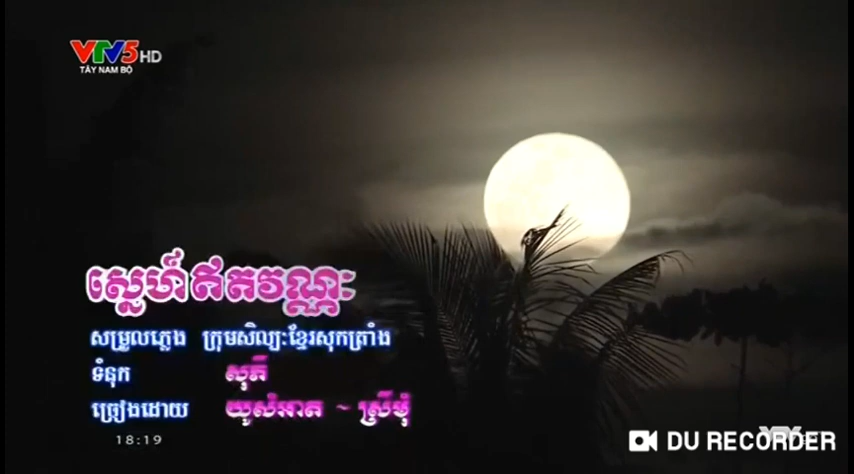 VTV5 HD
TÂY NAM BỘ
ស្នេហ៍ឥតវណ្ណៈ
សម្រួលភ្លេង ក្រុមសិល្បៈខ្មែរសុកត្រាំង
ទំនុក សុភី
ច្រៀងដោយ យូសំអាត ~ ស្រីមុំ
18:19
DU RECORDER